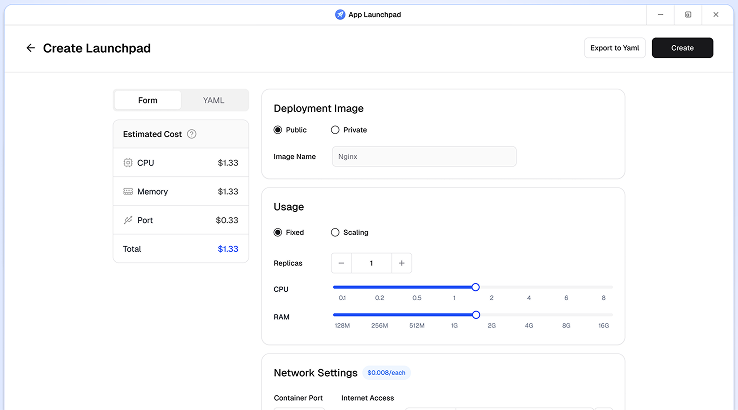 App Launchpad
Create Launchpad
Export to Yaml
Create
Form
YAML
Estimated Cost
CPU $1.33
Memory $1.33
Port $0.33
Total $1.33
Deployment Image
Public
Private
Image Name
Nginx
Usage
Fixed
Scaling
Replicas
1
CPU
0.1 0.2 0.5 1 2 4 6 8
RAM
128M 256M 512M 1G 2G 4G 8G 16G
Network Settings
$0.008/each
Container Port
Internet Access